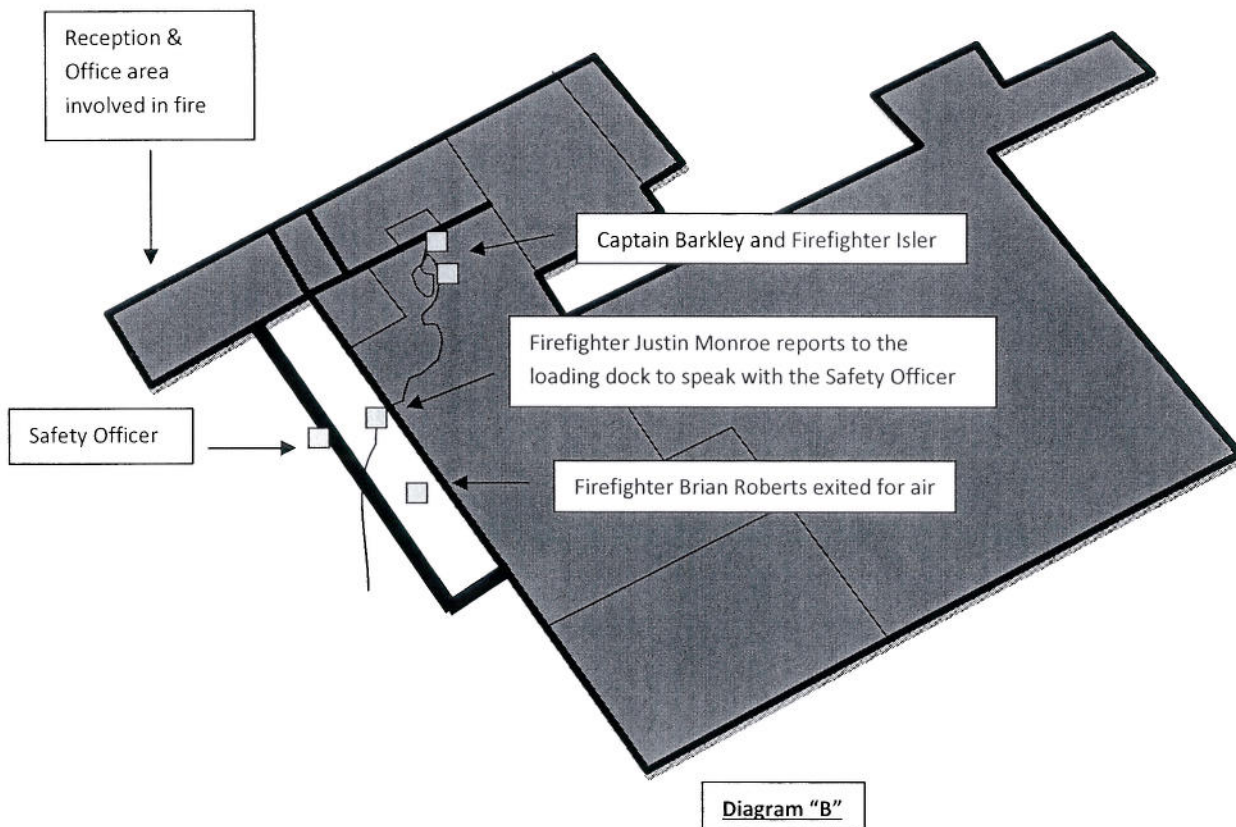 Reception &
Office area
involved in fire
Captain Barkley and Firefighter Isler
Firefighter Justin Monroe reports to the
loading dock to speak with the Safety Officer
Safety Officer
Firefighter Brian Roberts exited for air
Diagram "B"